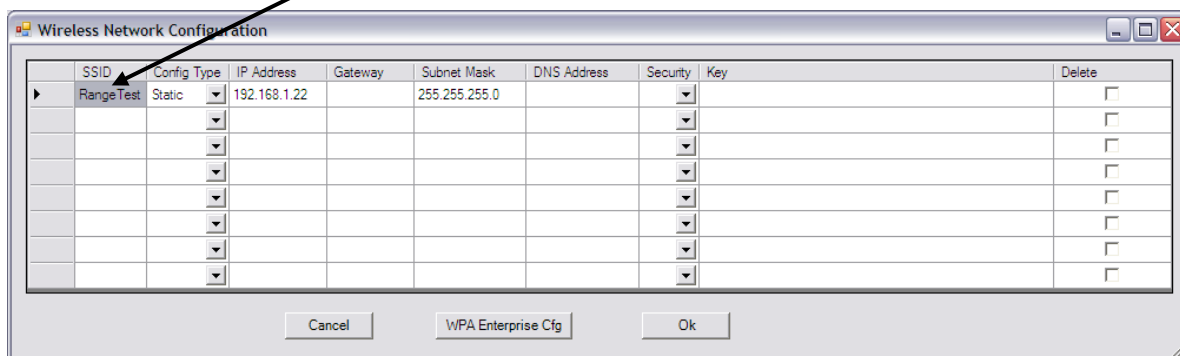 Wireless Network Configuration
SSID Config Type IP Address Gateway Subnet Mask DNS Address Security Key Delete
RangeTest Static 192.168.1.22 255.255.255.0
Cancel WPA Enterprise Cfg Ok